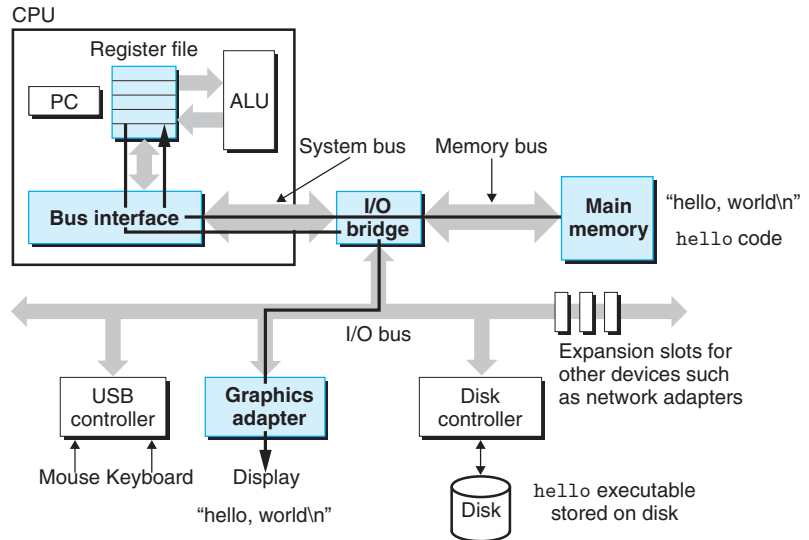 CPU
Register file
PC
ALU
System bus
Memory bus
Bus interface
I/O
bridge
Main
memory
“hello, world\n”
hello code
I/O bus
Expansion slots for
other devices such
as network adapters
USB
controller
Graphics
adapter
Disk
controller
Mouse Keyboard
Display
“hello, world\n”
Disk
hello executable
stored on disk